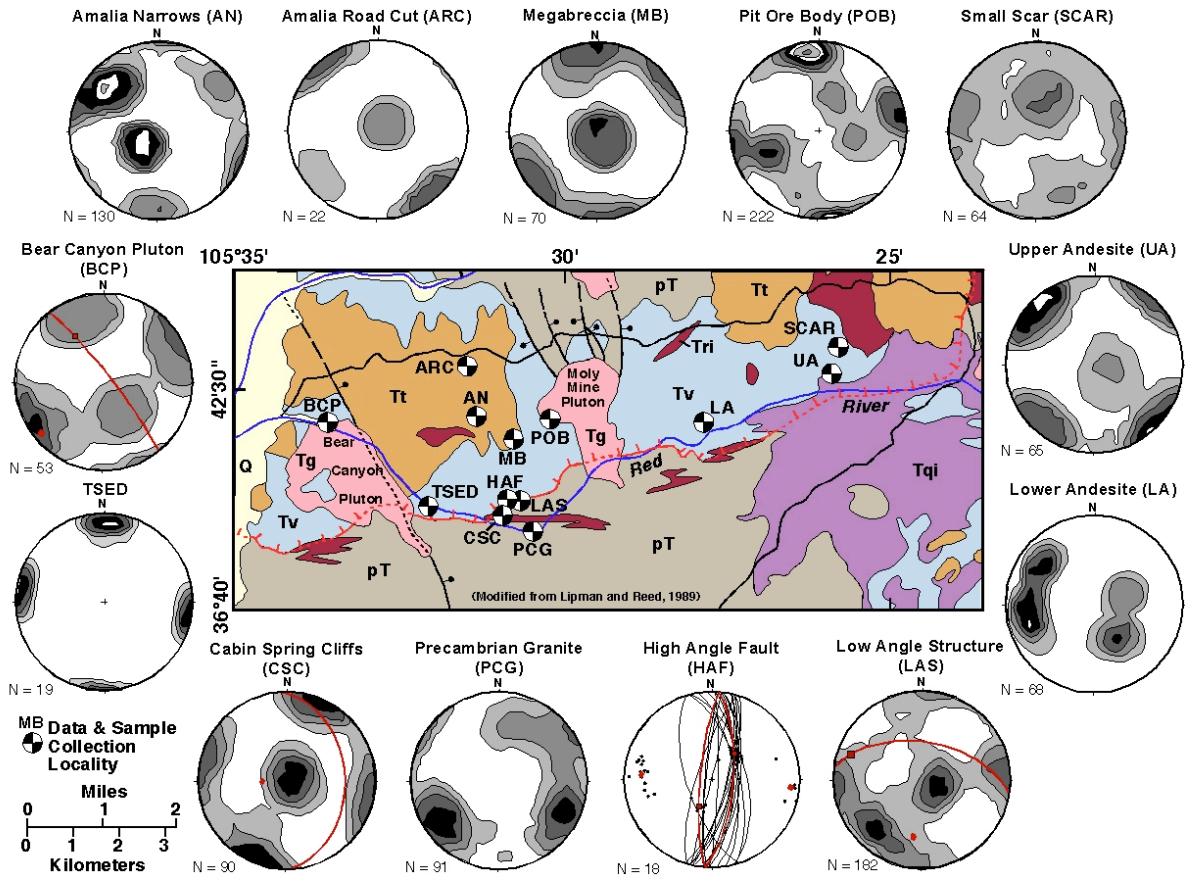 Amalia Narrows (AN)
Amalia Road Cut (ARC)
Megabreccia (MB)
Pit Ore Body (POB)
Small Scar (SCAR)
N
N
N
N
N
N = 130
N = 22
N = 70
N = 222
N = 64
Bear Canyon Pluton
(BCP)
N
N = 53
105°35'
30'
25'
Upper Andesite (UA)
N
N = 65
pT
Tt
SCAR
Tri
UA
ARC
Moly
Mine
Pluton
42'30"
Tt
AN
Tv
LA
River
BCP
POB
Tg
Bear
MB
Red
Q
Tg
Canyon
Pluton
HAF
TSED
LAS
Tqi
Tv
CSC
PCG
pT
pT
36°40'
(Modified from Lipman and Reed, 1989)
TSED
N
N = 19
Lower Andesite (LA)
N
N = 68
Cabin Spring Cliffs
(CSC)
N
N = 90
Precambrian Granite
(PCG)
N
N = 91
High Angle Fault
(HAF)
N
N = 18
Low Angle Structure
(LAS)
N
N = 182
MB
Data & Sample
Collection
Locality
Miles
0 1 2
0 1 2 3
Kilometers